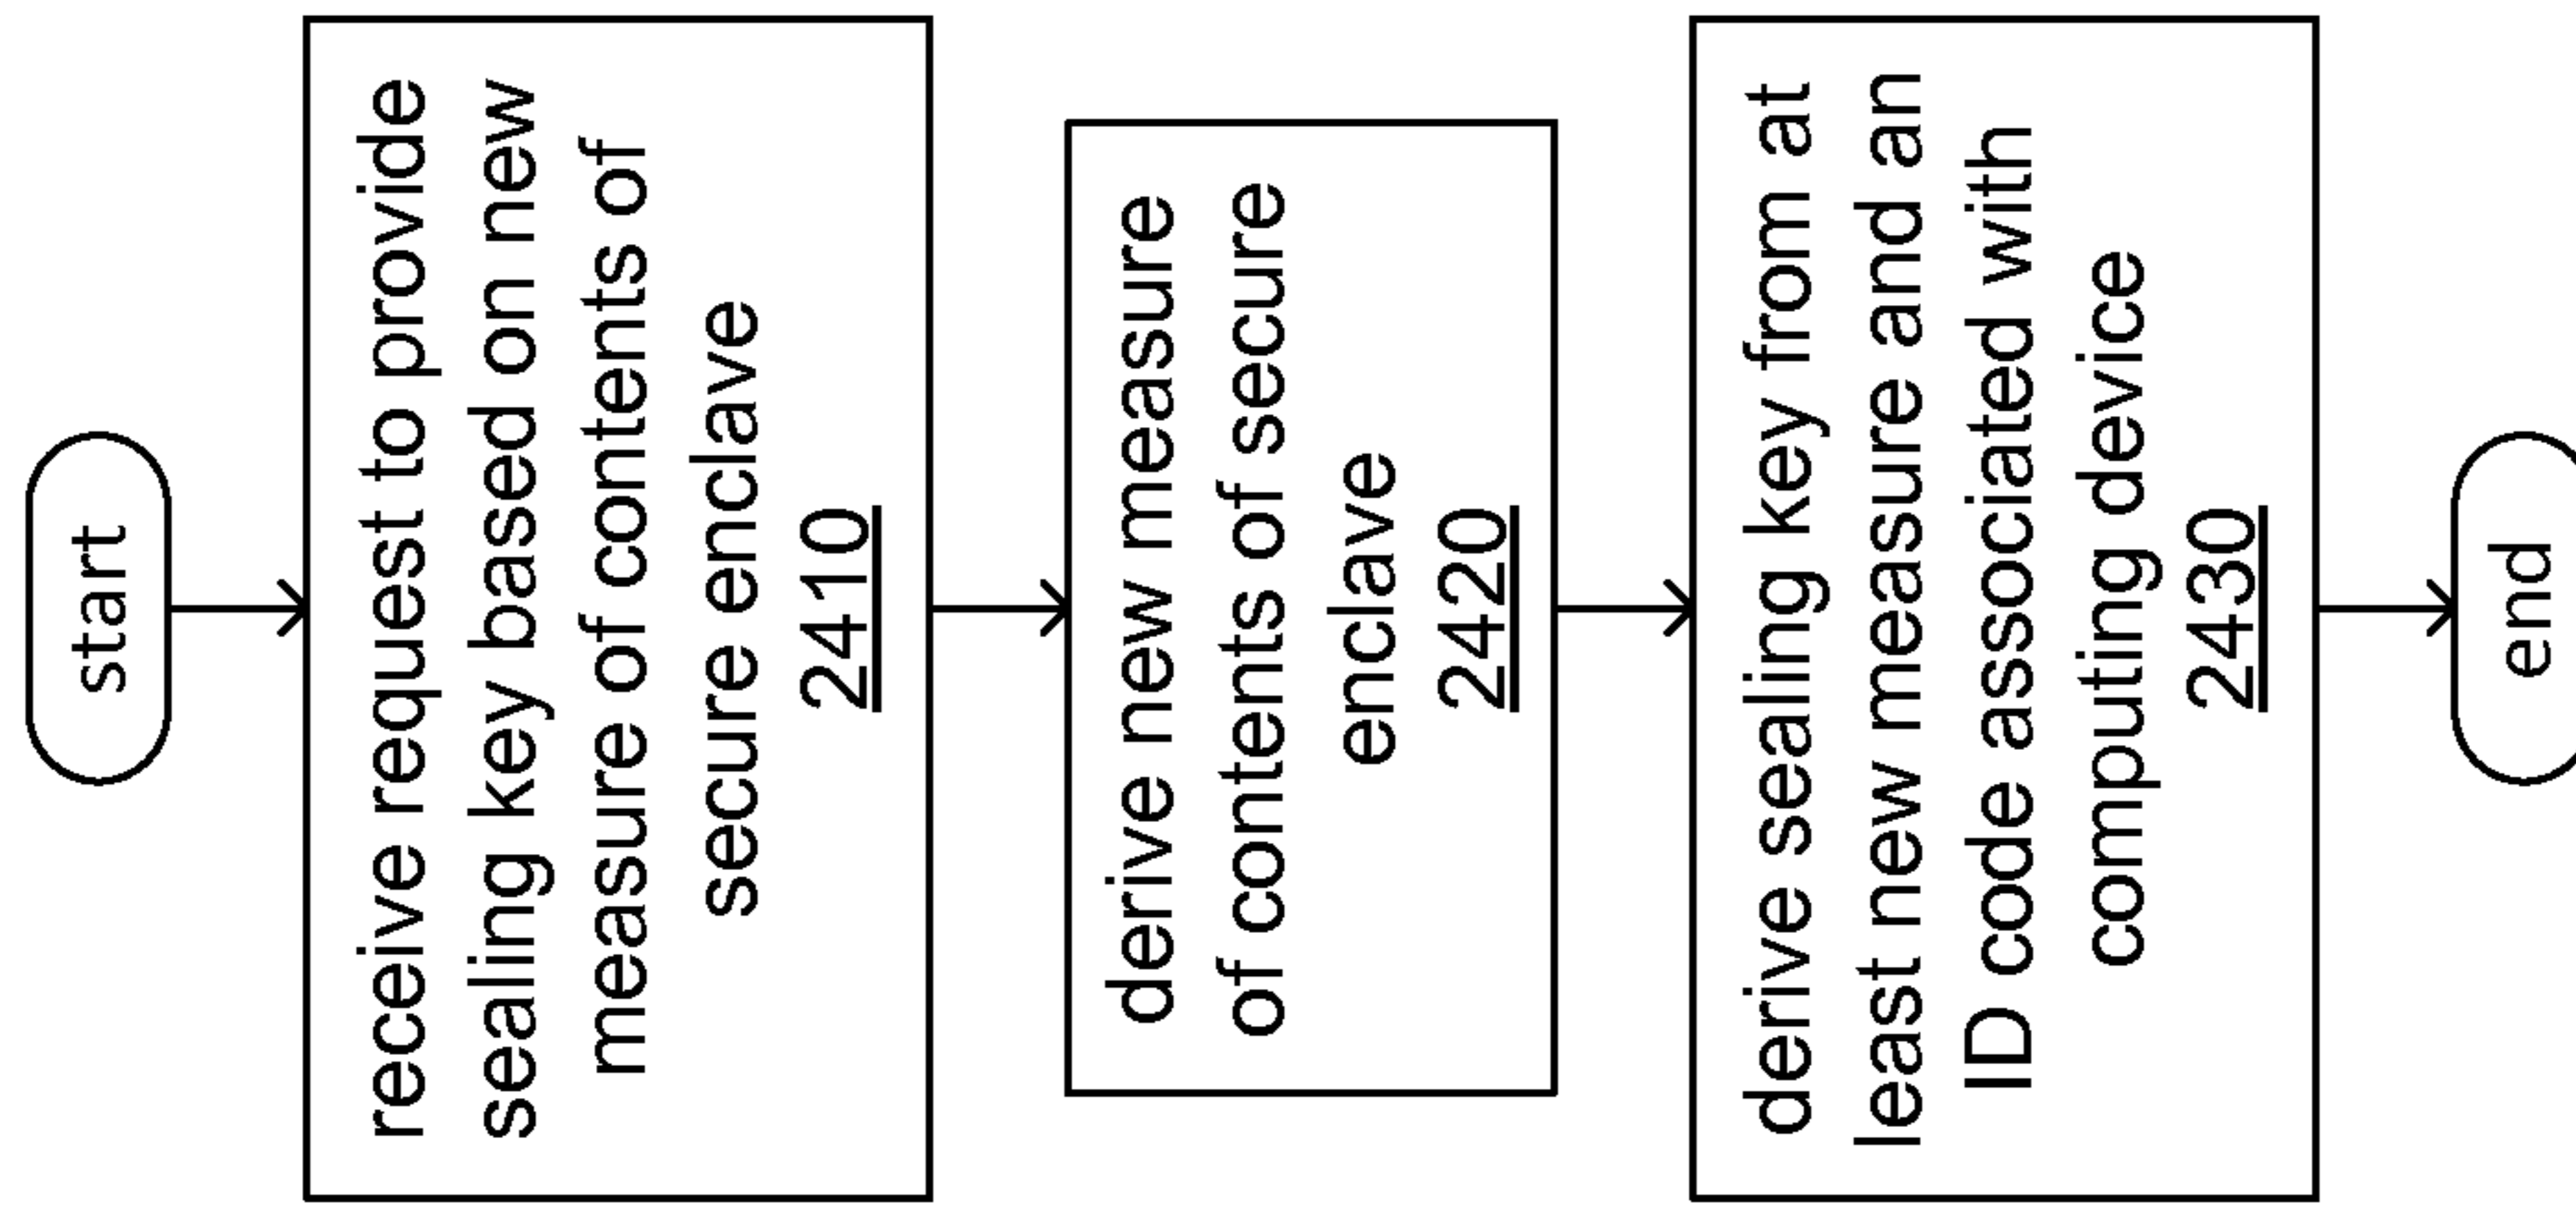 start
receive request to provide
sealing key based on new
measure of contents of
secure enclave
2410
derive new measure
of contents of secure
enclave
2420
derive sealing key from at
least new measure and an
ID code associated with
computing device
2430
end